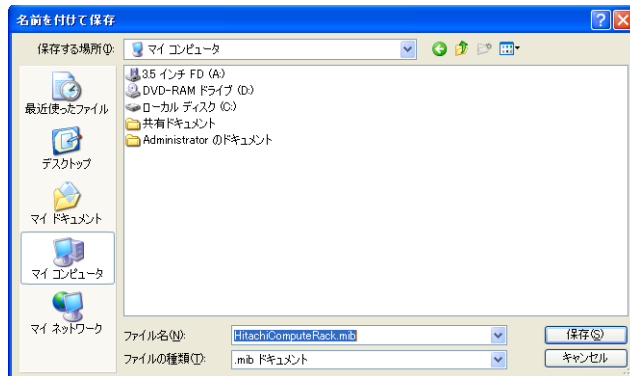 名前を付けて保存
保存する場所(I):
マイ コンピュータ
3.5 インチ FD (A:)
DVD-RAM ドライブ (D:)
ローカル ディスク (C:)
共有ドキュメント
Administrator のドキュメント
最近使ったファイル
デスクトップ
マイ ドキュメント
マイ コンピュータ
マイ ネットワーク
ファイル名(N):
HitachiComputeRack.mib
保存(S)
ファイルの種類(T):
.mib ドキュメント
キャンセル